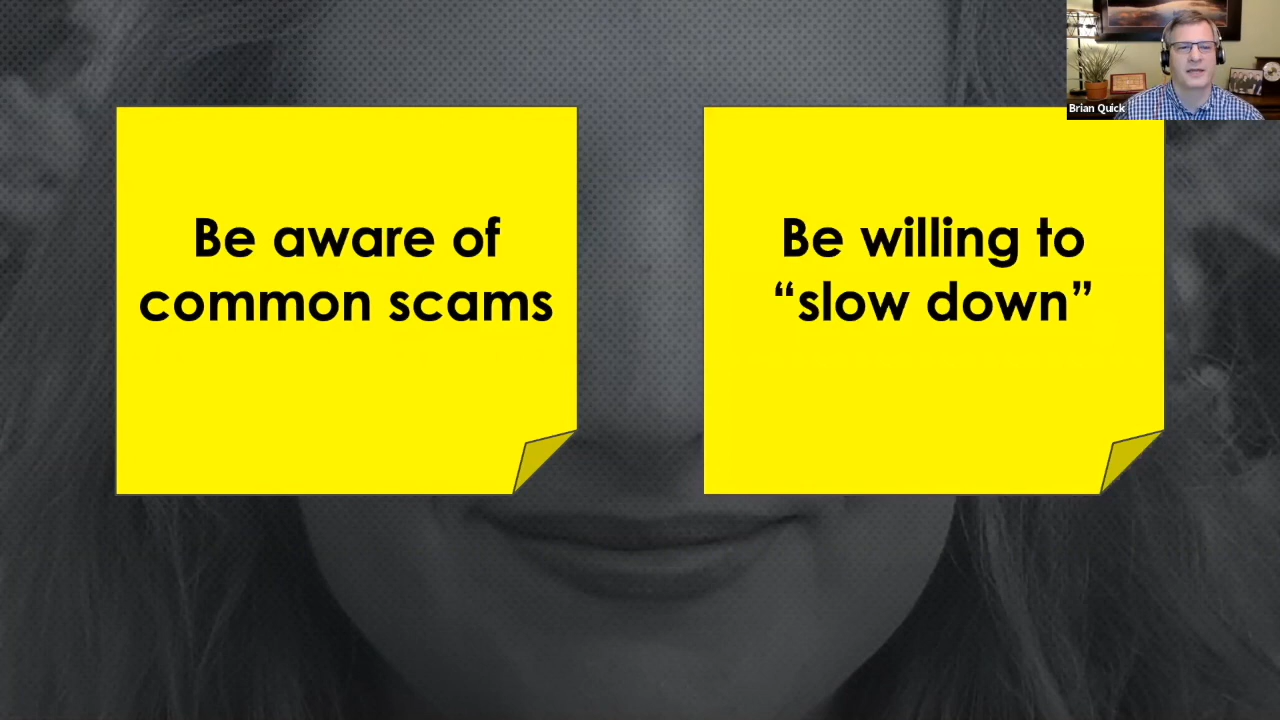 Be aware of
common scams
Be willing to
“slow down”
Brian Quick